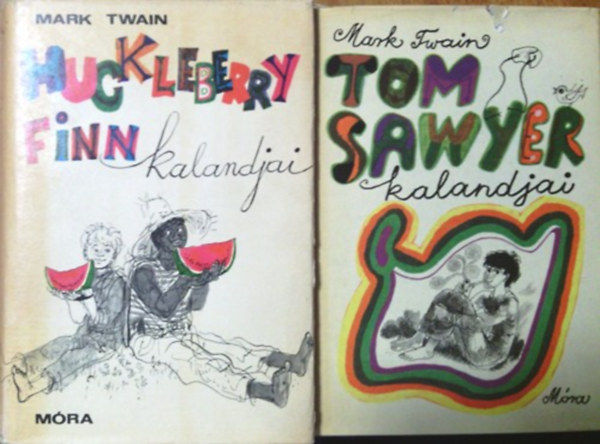 MARK TWAIN
HUCKLEBERRY
FINN kalandjai
MÓRA
Mark Twain
TOM
SAWYER
kalandjai
Móra